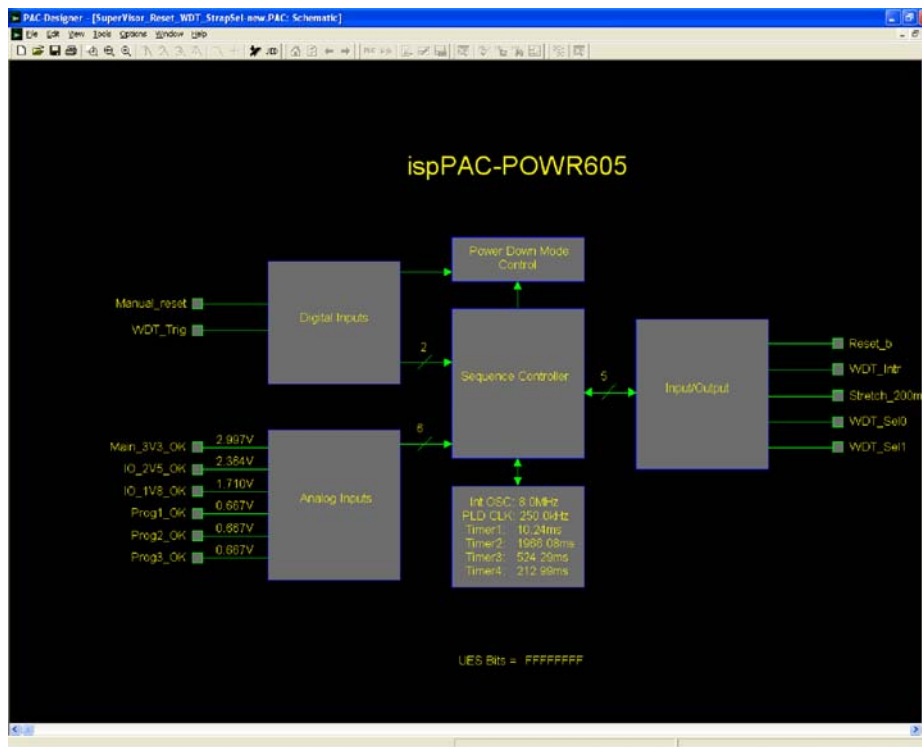 PAC-Designer - [SuperVisor_Reset_WDT_StrapSel-new.PAC: Schematic]
File Edit View Tools Options Window Help
ispPAC-POWR605
Power Down Mode
Control
Manual_reset
WDT_Trig
Digital Inputs
2
Sequence Controller
5
Input/Output
Reset_b
WDT_Intr
Stretch_200m
WDT_Sel0
WDT_Sel1
Main_3V3_OK 2.997V
IO_2V5_OK 2.364V
IO_1V8_OK 1.710V
Prog1_OK 0.667V
Prog2_OK 0.667V
Prog3_OK 0.667V
Analog Inputs
6
Int OSC: 8.0MHz
PLD CLK: 250.0kHz
Timer1: 10.24ms
Timer2: 1966.08ms
Timer3: 524.29ms
Timer4: 212.99ms
UES Bits = FFFFFFFF